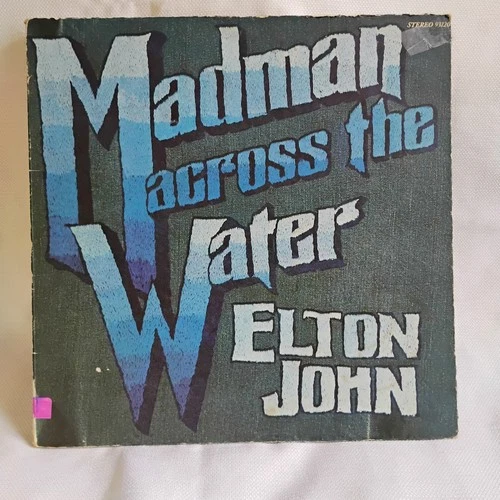 STEREO
Madman
across the
Water
ELTON
JOHN